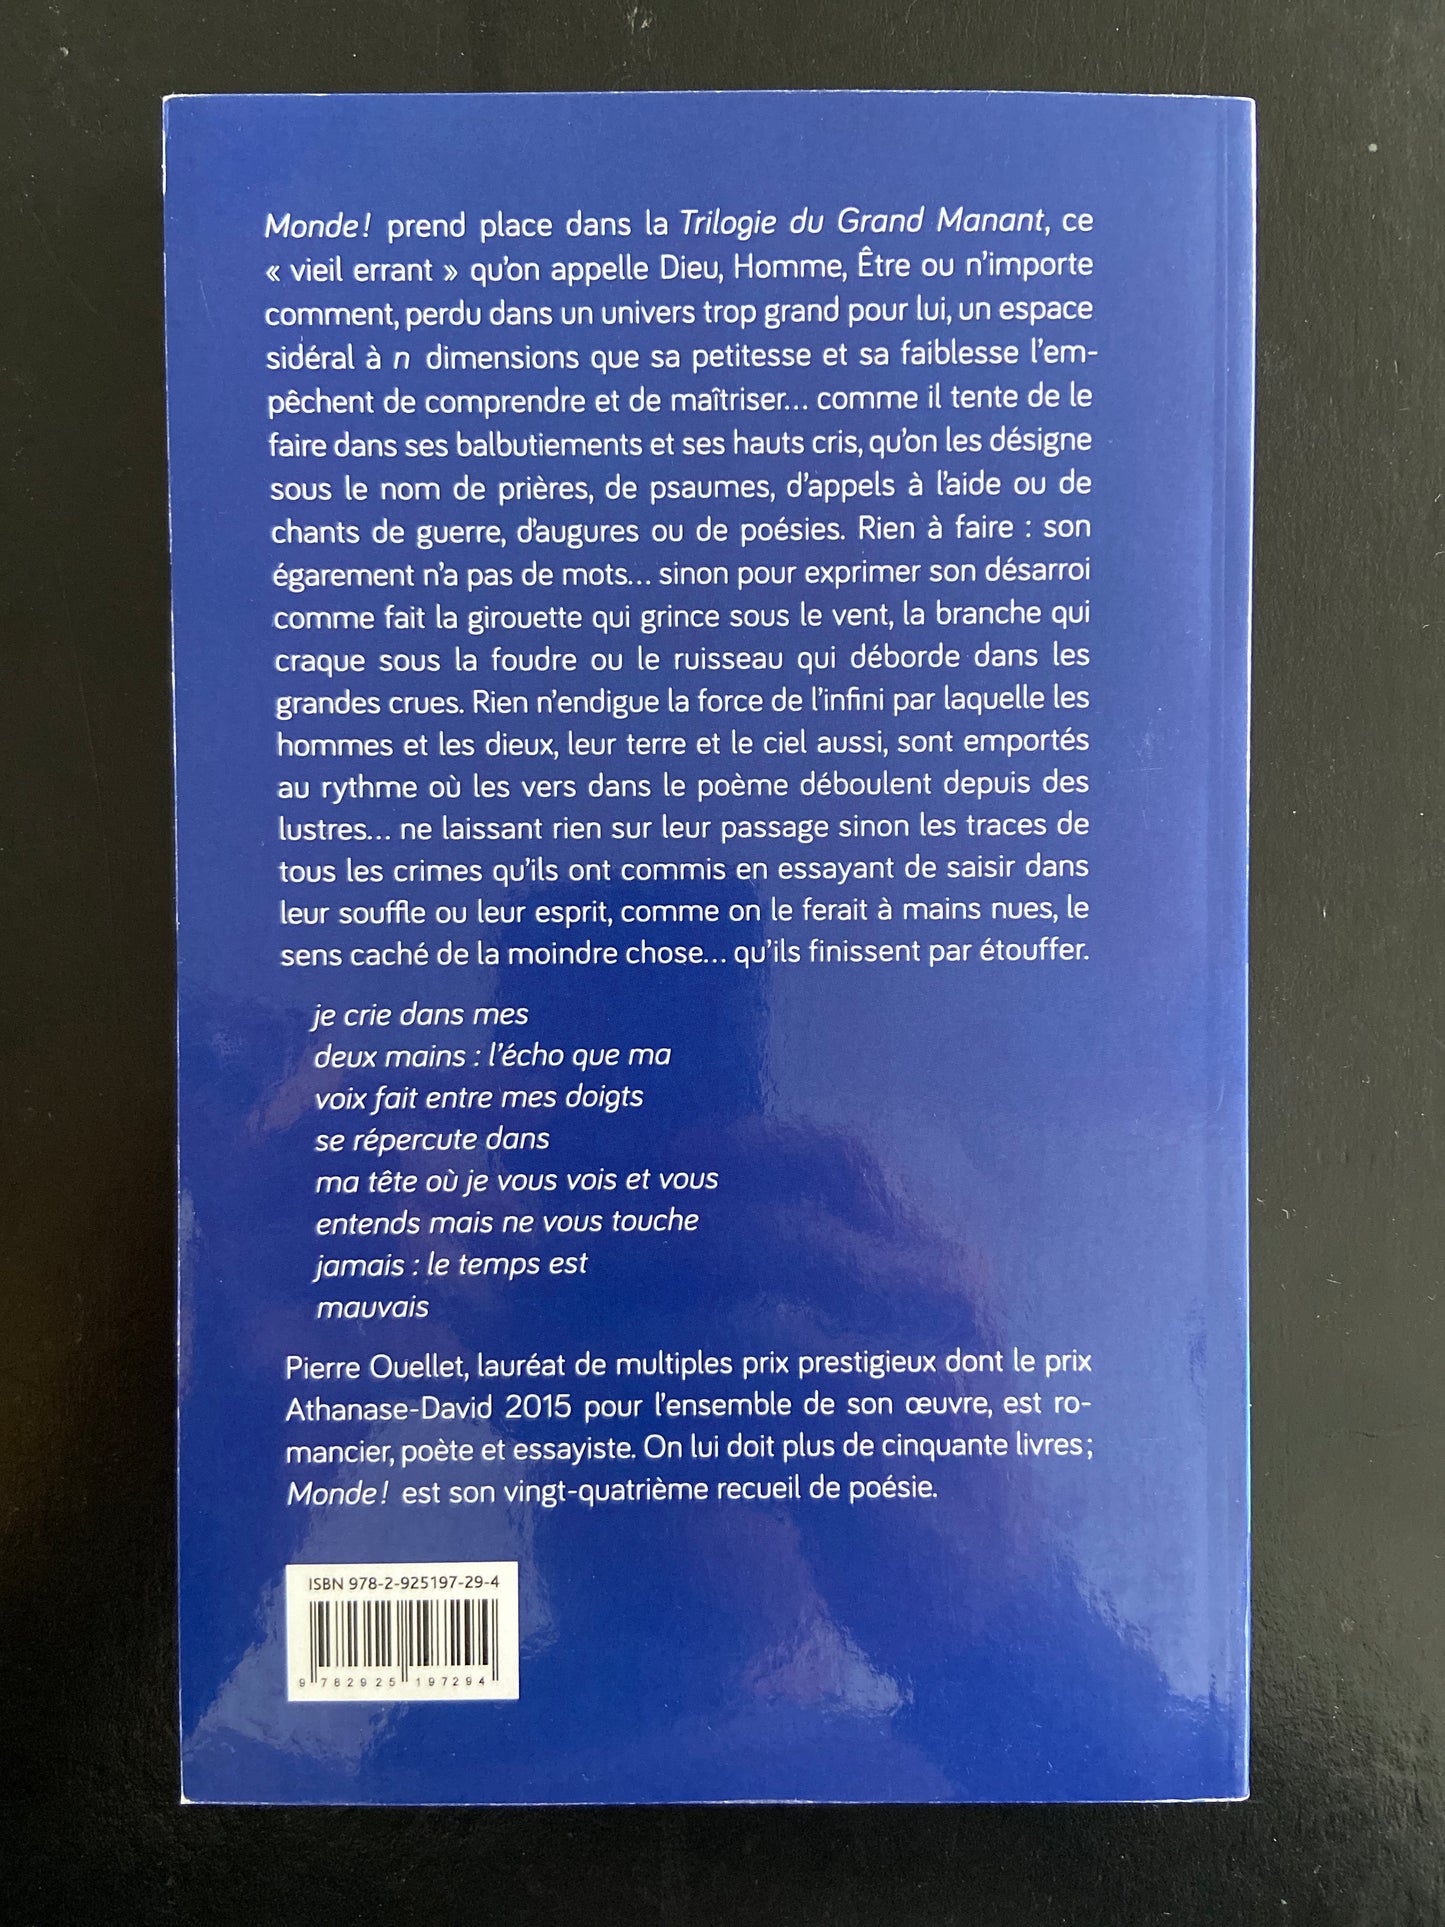 Monde! prend place dans la Trilogie du Grand Manant, ce
« vieil errant » qu'on appelle Dieu, Homme, Être ou n'importe
comment, perdu dans un univers trop grand pour lui, un espace
sidéral à n dimensions que sa petitesse et sa faiblesse l'em-
pêchent de comprendre et de maîtriser... comme il tente de le
faire dans ses balbutiements et ses hauts cris, qu'on les désigne
sous le nom de prières, de psaumes, d'appels à l'aide ou de
chants de guerre, d'augures ou de poésies. Rien à faire : son
égarement n'a pas de mots... sinon pour exprimer son désarroi
comme fait la girouette qui grince sous le vent, la branche qui
craque sous la foudre ou le ruisseau qui déborde dans les
grandes crues. Rien n'endigue la force de l'infini par laquelle les
hommes et les dieux, leur terre et le ciel aussi, sont emportés
au rythme où les vers dans le poème déboulent depuis des
lustres... ne laissant rien sur leur passage sinon les traces de
tous les crimes qu'ils ont commis en essayant de saisir dans
leur souffle ou leur esprit, comme on le ferait à mains nues, le
sens caché de la moindre chose... qu'ils finissent par étouffer.
je crie dans mes
deux mains : l'écho que ma
voix fait entre mes doigts
se répercute dans
ma tête où je vous vois et vous
entends mais ne vous touche
jamais : le temps est
mauvais
Pierre Ouellet, lauréat de multiples prix prestigieux dont le prix
Athanase-David 2015 pour l'ensemble de son œuvre, est ro-
mancier, poète et essayiste. On lui doit plus de cinquante livres;
Monde! est son vingt-quatrième recueil de poésie.
ISBN 978-2-925197-29-4
9 782925 197294